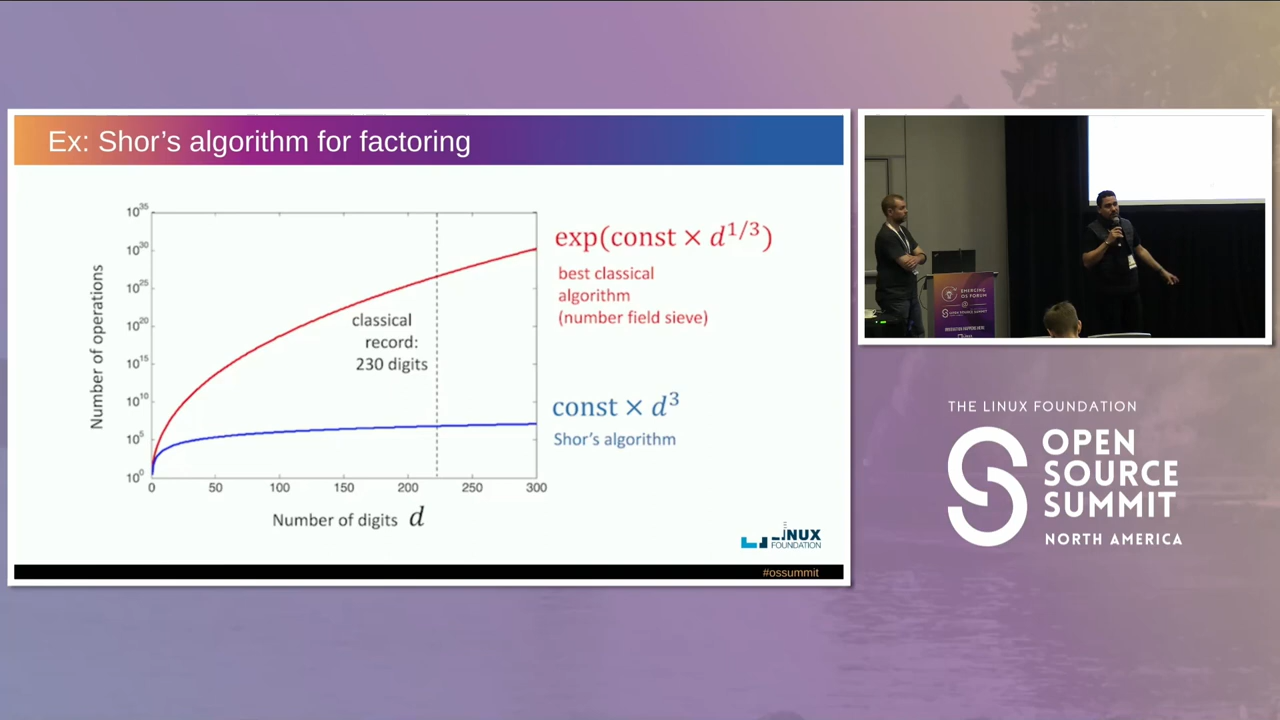 Ex: Shor's algorithm for factoring
10^35
10^30
10^25
10^20
10^15
10^10
10^5
10^0
Number of operations
0 50 100 150 200 250 300
Number of digits d
classical
record:
230 digits
exp(const × d^1/3)
best classical
algorithm
(number field sieve)
const × d^3
Shor's algorithm
LINUX
FOUNDATION
#ossummit
EMERGING
OS FORUM
THE LINUX FOUNDATION
OPEN
SOURCE
SUMMIT
NORTH AMERICA